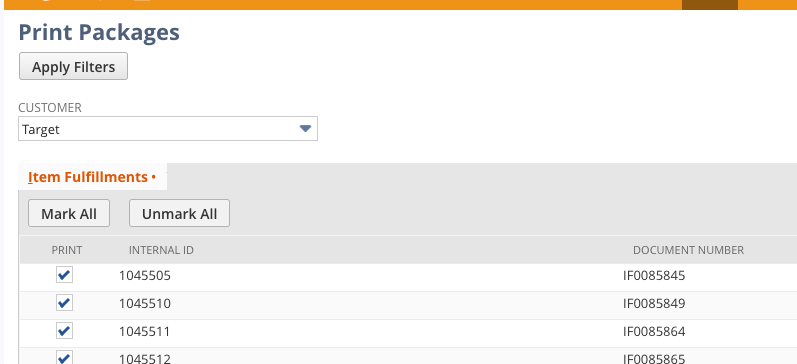 Print Packages
Apply Filters
CUSTOMER
Target
Item Fulfillments •
Mark All Unmark All
PRINT INTERNAL ID DOCUMENT NUMBER
1045505 IF0085845
1045510 IF0085849
1045511 IF0085864
1045512 IF0085865